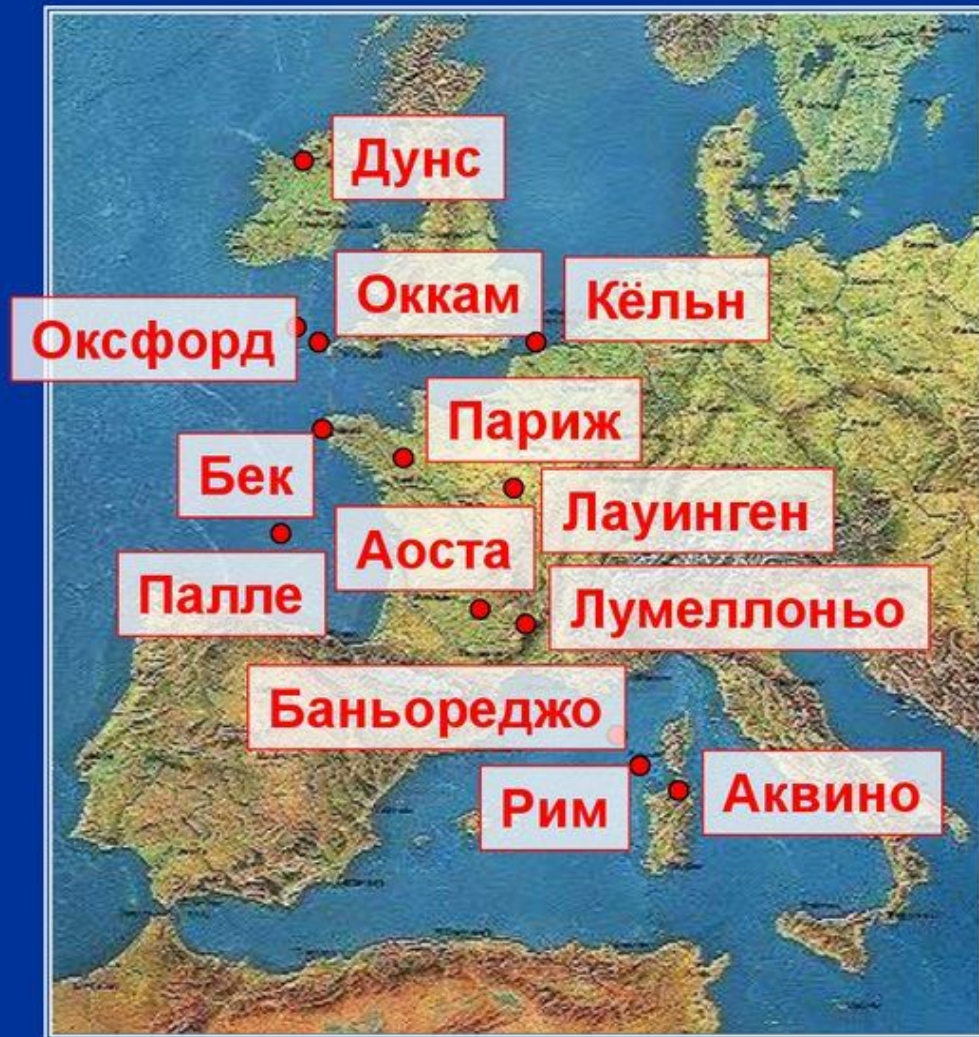 Дунс
Оккам
Кёльн
Оксфорд
Париж
Бек
Лауинген
Аоста
Палле
Лумеллоньо
Баньореджо
Рим
Аквино